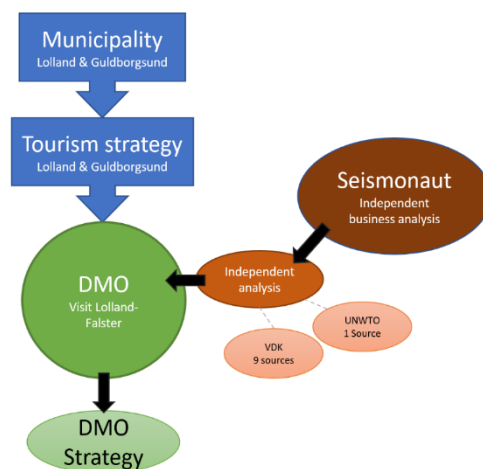 Municipality
Lolland & Guldborgsund
Tourism strategy
Lolland & Guldborgsund
Seismonaut
Independent
business analysis
DMO
Visit Lolland-
Falster
Independent
analysis
UNWTO
1 Source
VDK
9 sources
DMO
Strategy